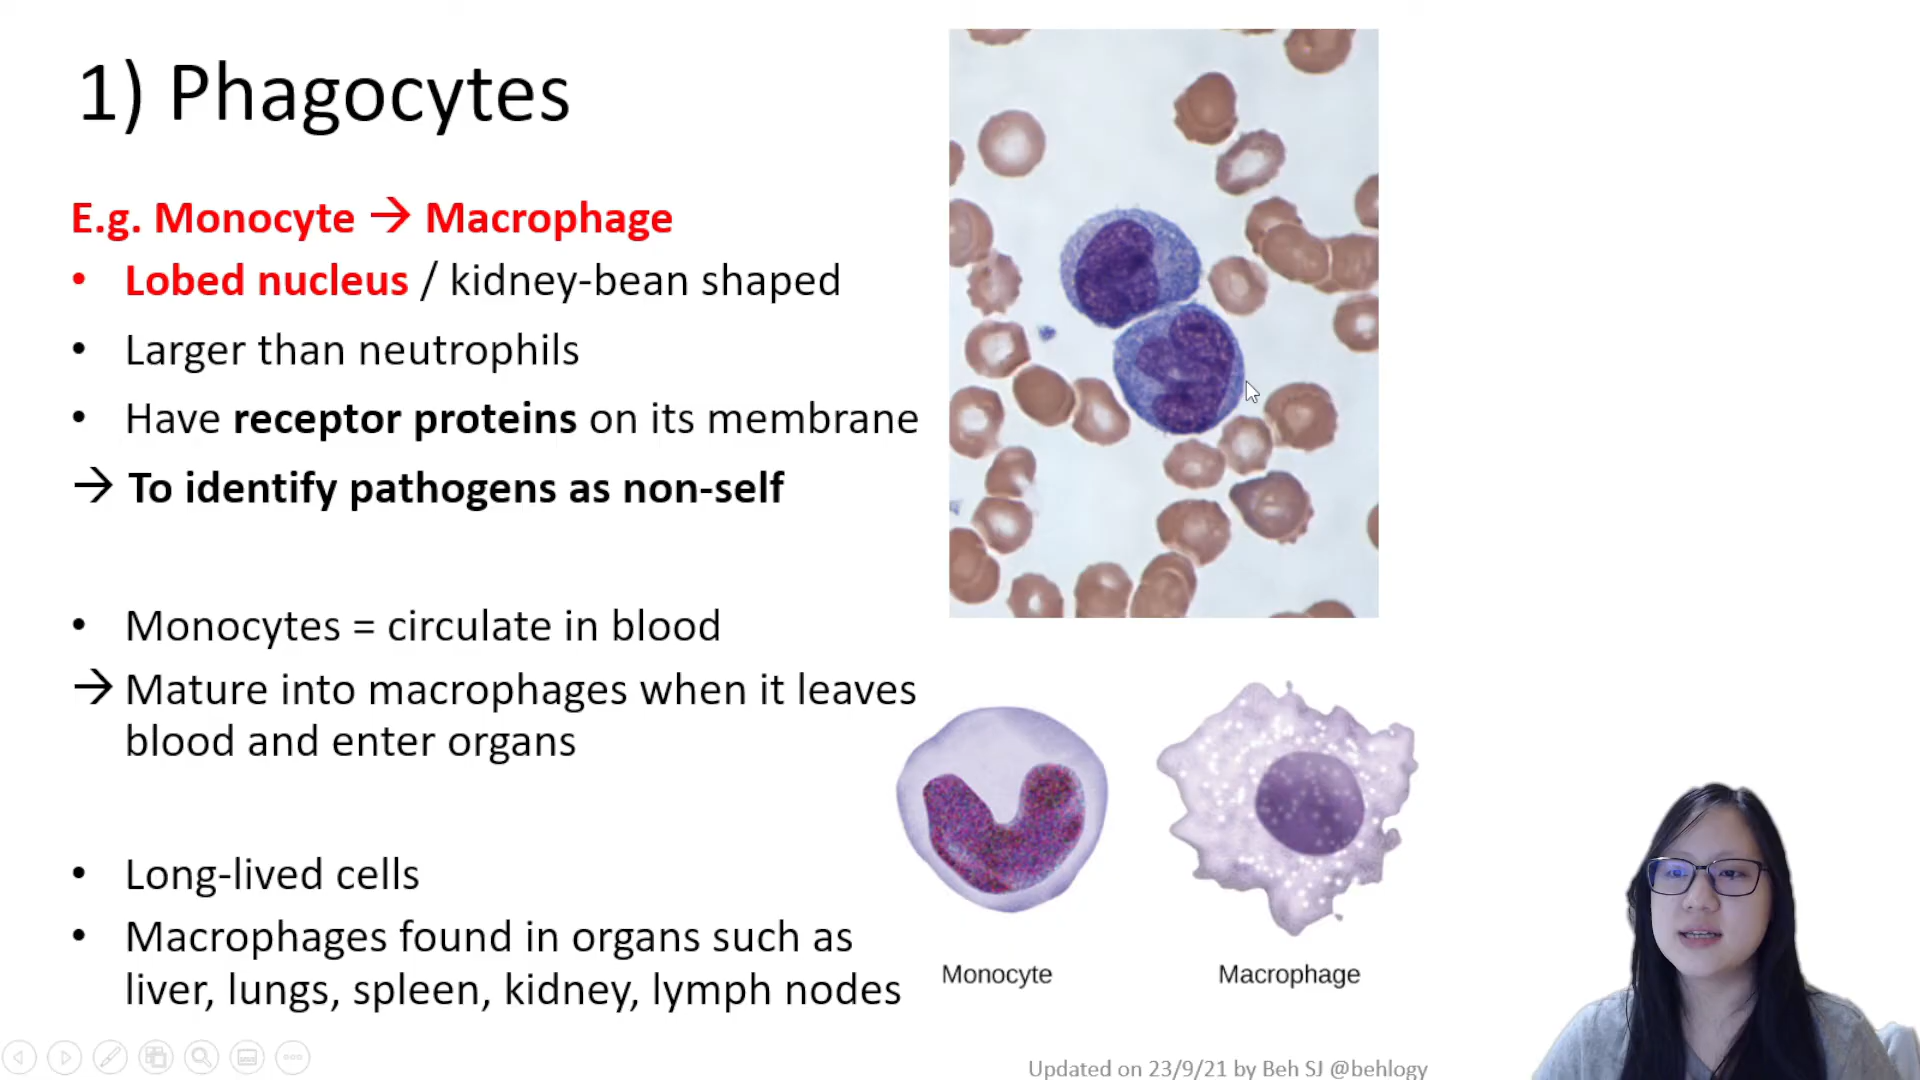 1) Phagocytes
E.g. Monocyte → Macrophage
• Lobed nucleus / kidney-bean shaped
• Larger than neutrophils
• Have receptor proteins on its membrane
→ To identify pathogens as non-self
• Monocytes = circulate in blood
→ Mature into macrophages when it leaves
blood and enter organs
• Long-lived cells
• Macrophages found in organs such as
liver, lungs, spleen, kidney, lymph nodes
Monocyte
Macrophage
Updated on 23/9/21 by Beh SJ @behlogy